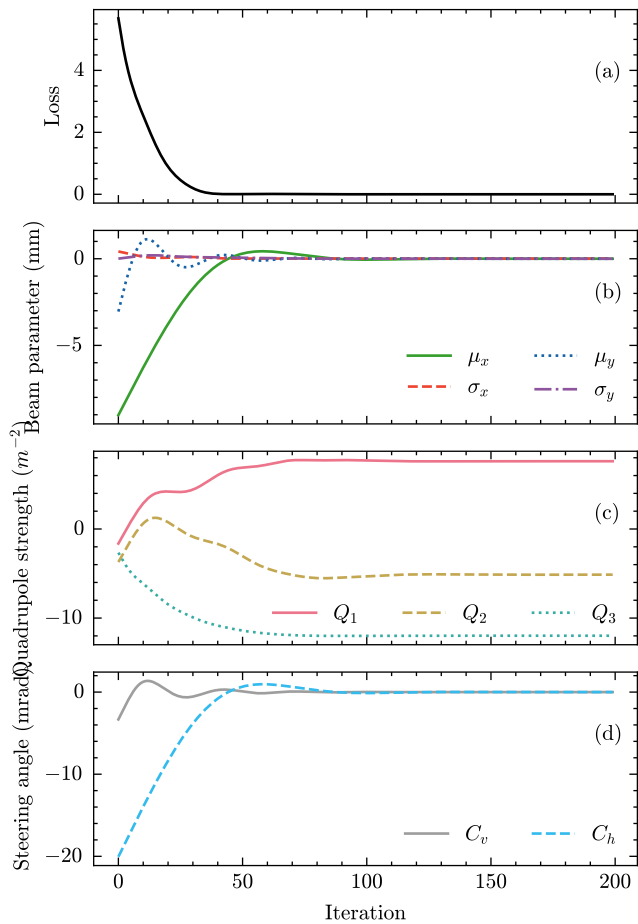 4
2
0
Loss
(a)
0
−5
Beam parameter (mm)
(b)
μx μy
σx σy
0
−10
Quadrupole strength (m⁻²)
(c)
Q1 Q2 Q3
0
−10
−20
Steering angle (mrad)
(d)
Cv Ch
0 50 100 150 200
Iteration